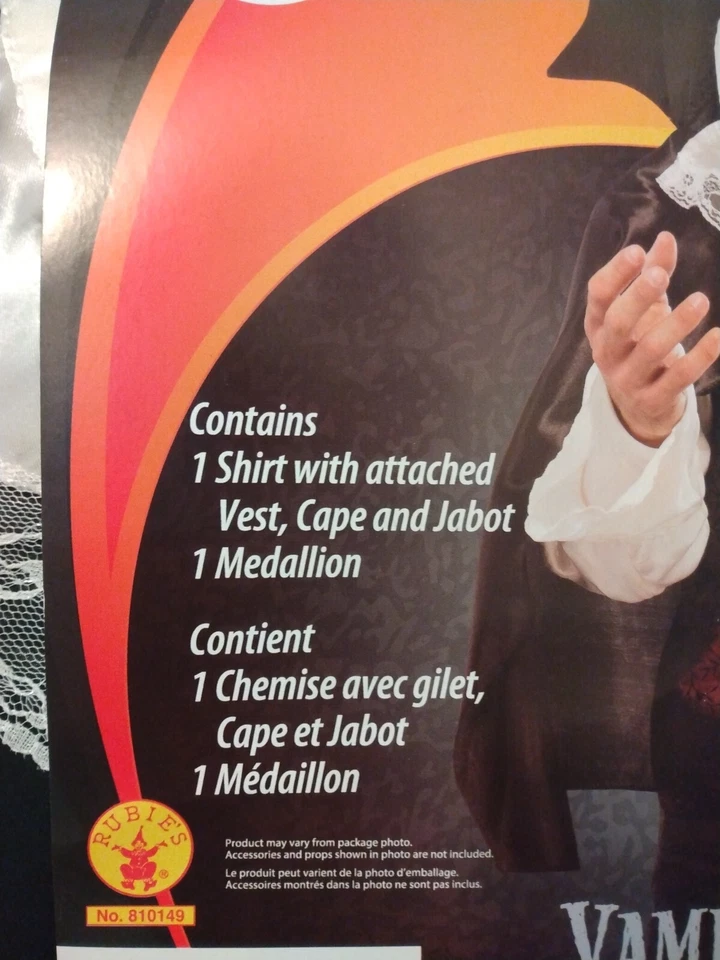 Contains
1 Shirt with attached
Vest, Cape and Jabot
1 Medallion
Contient
1 Chemise avec gilet,
Cape et Jabot
1 Médaillon
RUBIE'S
®
No. 810149
Product may vary from package photo.
Accessories and props shown in photo are not included.
Le produit peut varient de la photo d'emballage.
Accessoires montrés dans la photo ne sont pas inclus.